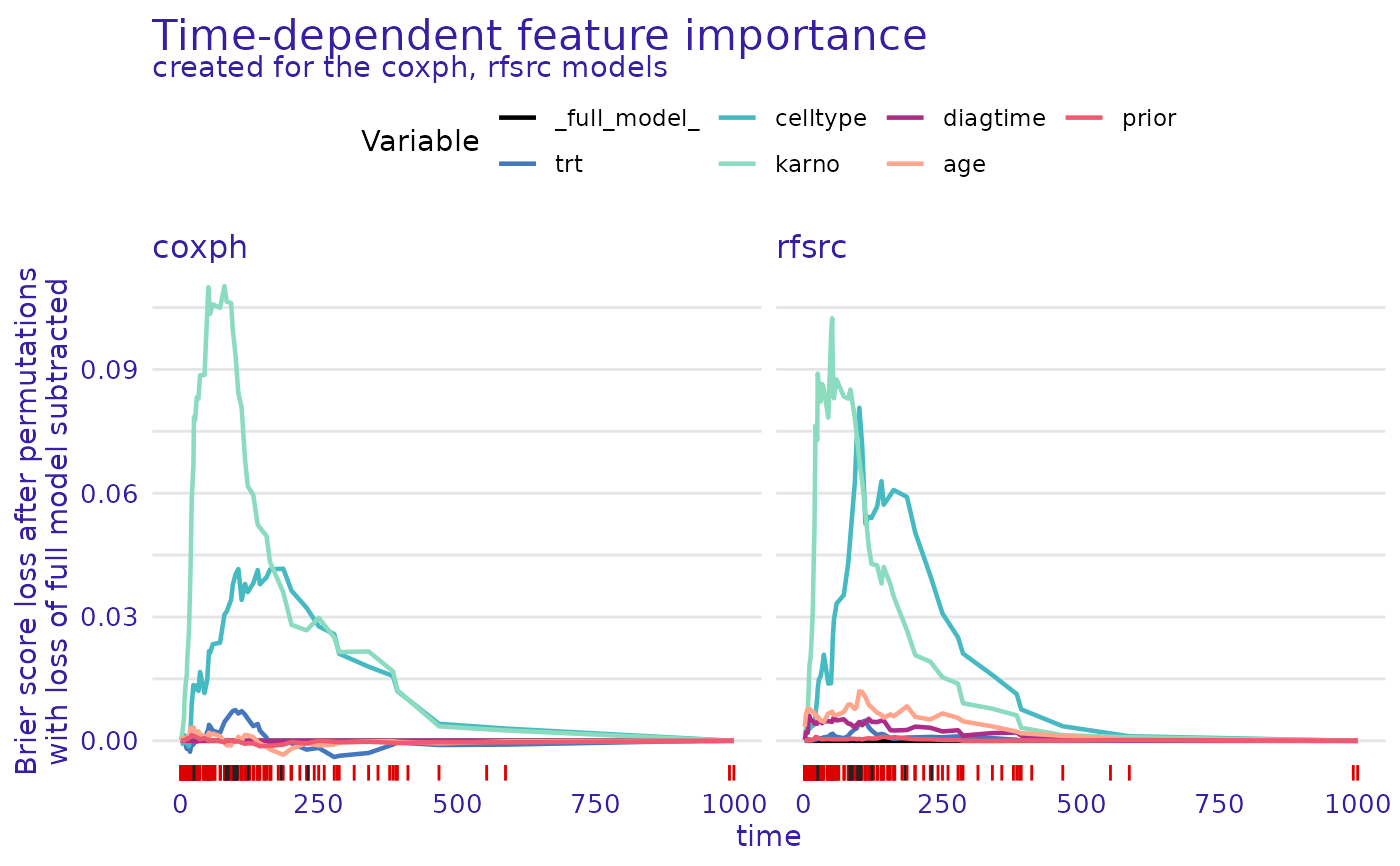 Time-dependent feature importance
created for the coxph, rfsrc models
Variable
_full_model_ celltype diagtime prior
trt karno age
coxph rfsrc
Brier score loss after permutations
with loss of full model subtracted
0.09
0.06
0.03
0.00
0 250 500 750 1000 0 250 500 750 1000
time